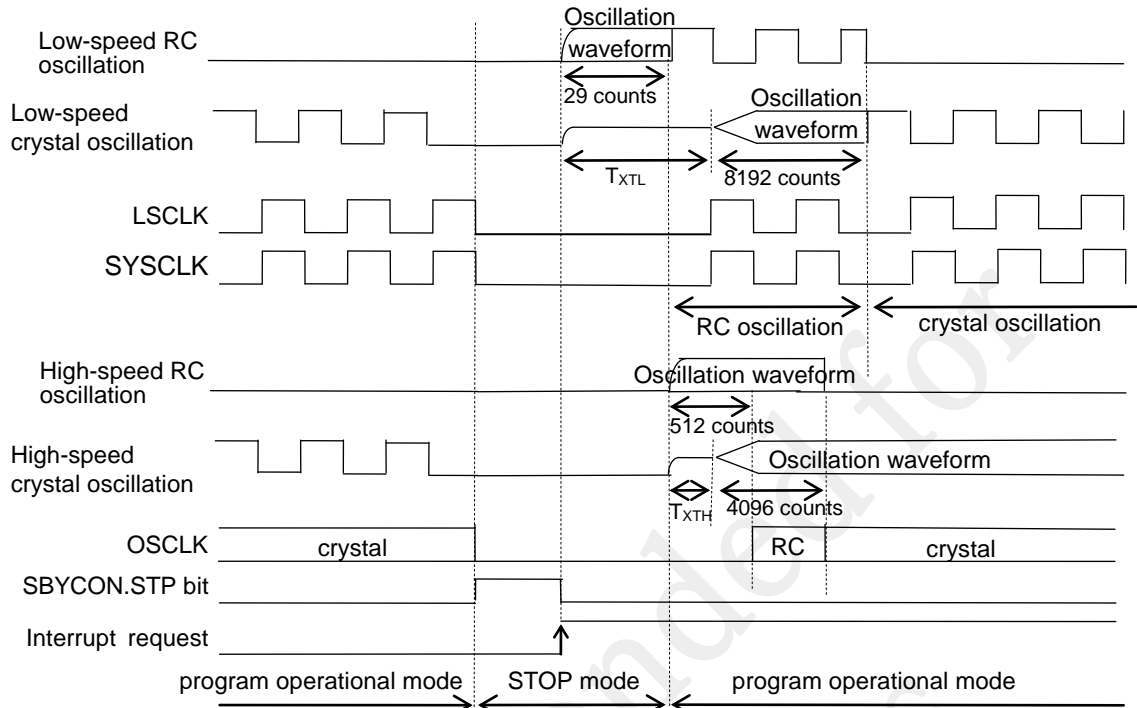 Oscillation
waveform
Low-speed RC
oscillation
29 counts
Low-speed
crystal oscillation
Oscillation
waveform
TXTL
8192 counts
LSCLK
SYSCLK
RC oscillation
crystal oscillation
High-speed RC
oscillation
Oscillation waveform
512 counts
High-speed
crystal oscillation
Oscillation waveform
TXTH
4096 counts
OSCLK
crystal
RC
crystal
SBYCON.STP bit
Interrupt request
program operational mode
STOP mode
program operational mode
nded for